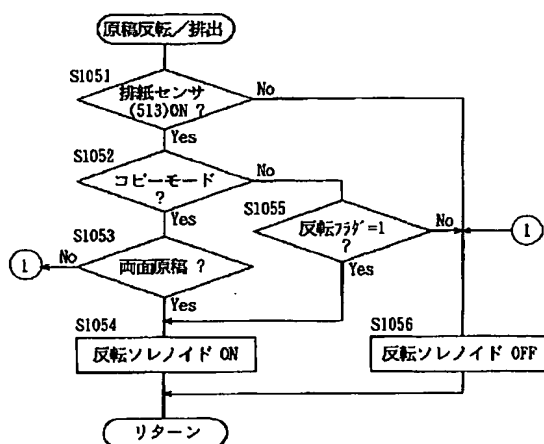 原稿反転／排出
S1051
排紙センサ
(513)ON ?
No
Yes
S1052
コピーモード
?
No
Yes
S1055
反転ﾌﾗｸﾞ=1
?
No
1
Yes
S1053
両面原稿 ?
No
1
Yes
S1054
反転ソレノイド ON
S1056
反転ソレノイド OFF
リターン